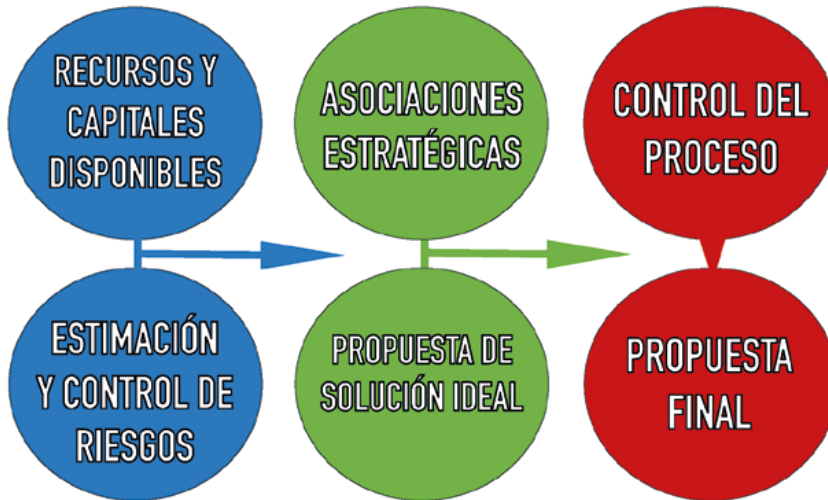 RECURSOS Y
CAPITALES
DISPONIBLES
ASOCIACIONES
ESTRATÉGICAS
CONTROL DEL
PROCESO
ESTIMACIÓN
Y CONTROL DE
RIESGOS
PROPUESTA DE
SOLUCIÓN IDEAL
PROPUESTA
FINAL